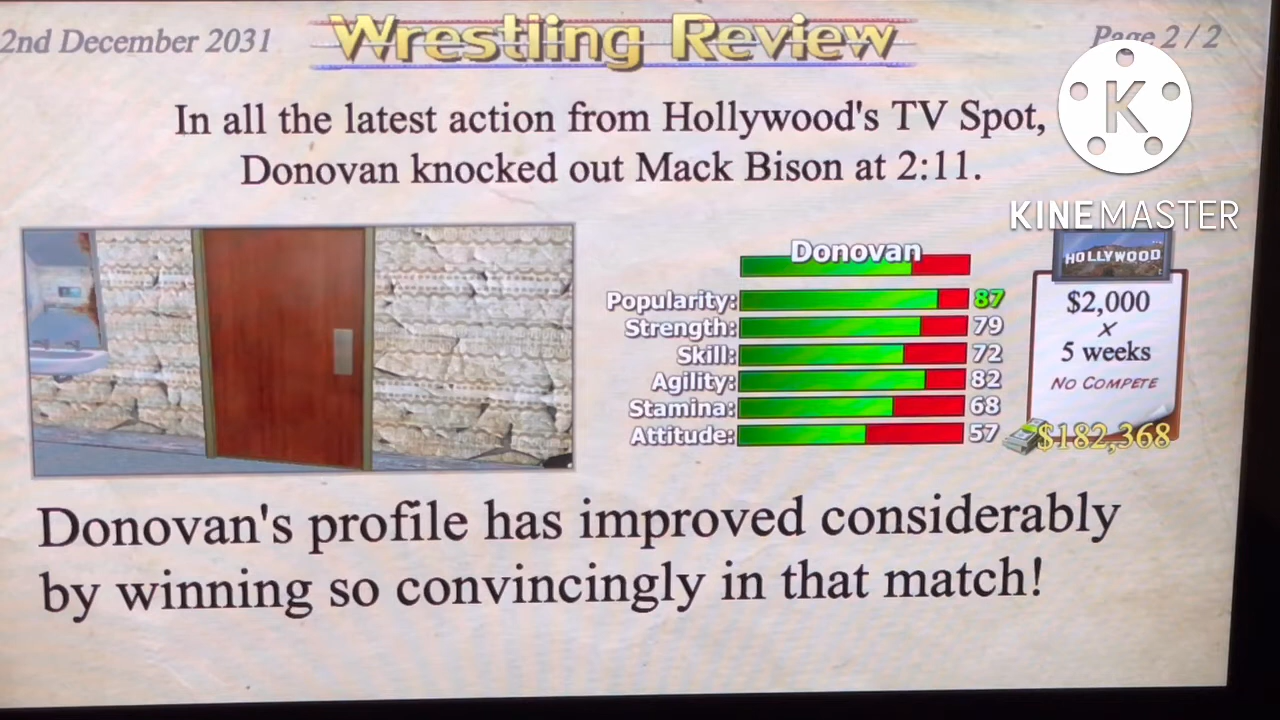 2nd December 2031
Wrestling Review
Page 2 / 2
In all the latest action from Hollywood's TV Spot,
Donovan knocked out Mack Bison at 2:11.
K
KINEMASTER
Donovan
HOLLYWOOD
Popularity: 87
Strength: 79
Skill: 72
Agility: 82
Stamina: 68
Attitude: 57
$2,000
x
5 weeks
NO COMPETE
$182,368
Donovan's profile has improved considerably
by winning so convincingly in that match!